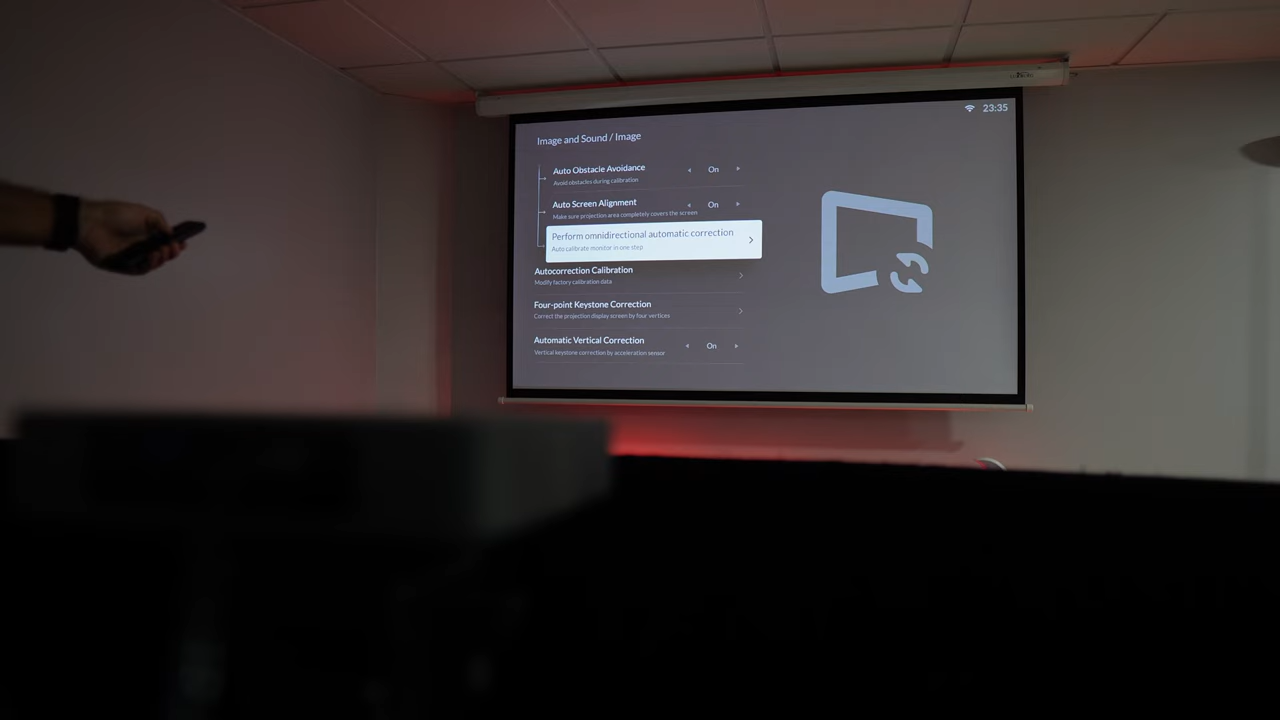 23:35
Image and Sound / Image
Auto Obstacle Avoidance
On
Avoid obstacles during calibration
Auto Screen Alignment
On
Make sure projection area completely covers the screen
Perform omnidirectional automatic correction
Auto calibrate monitor in one step
Autocorrection Calibration
Modify factory calibration data
Four-point Keystone Correction
Correct the projection display screen by four vertices
Automatic Vertical Correction
On
Vertical keystone correction by acceleration sensor